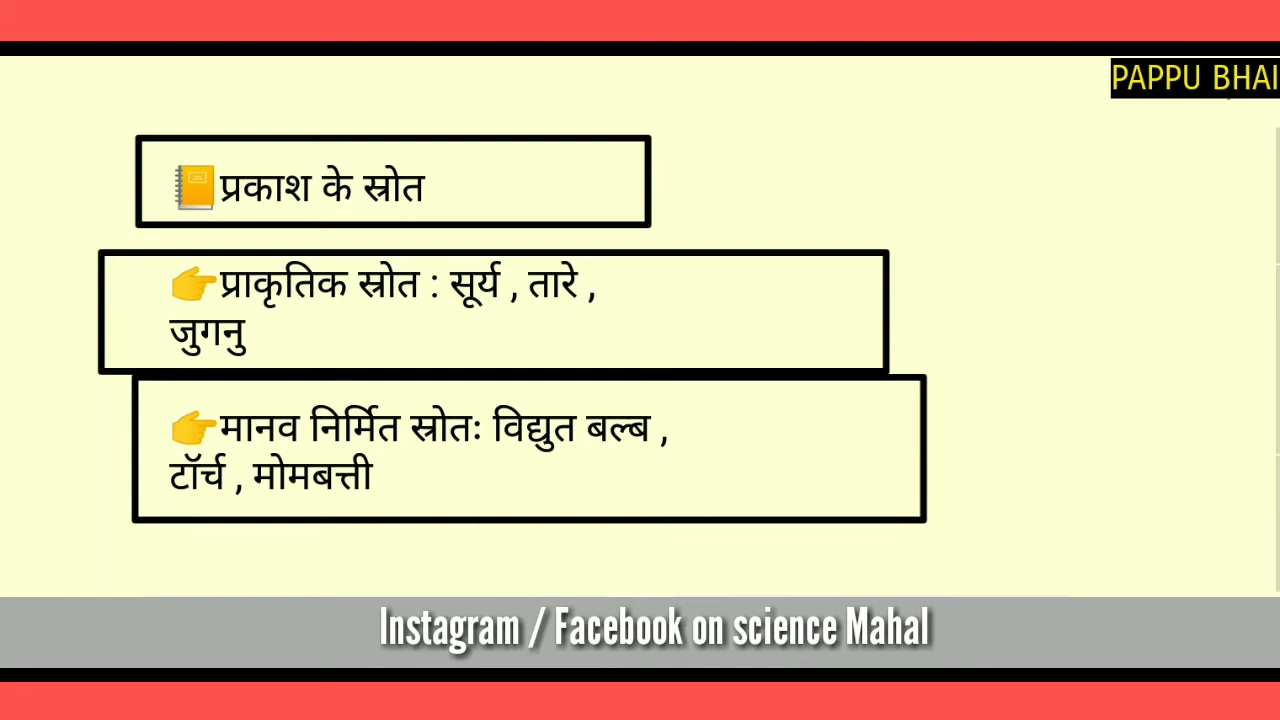 PAPPU BHAI
📒प्रकाश के स्रोत
👉प्राकृतिक स्रोत : सूर्य , तारे ,
जुगनु
👉मानव निर्मित स्रोतः विद्युत बल्ब ,
टॉर्च , मोमबत्ती
Instagram / Facebook on science Mahal